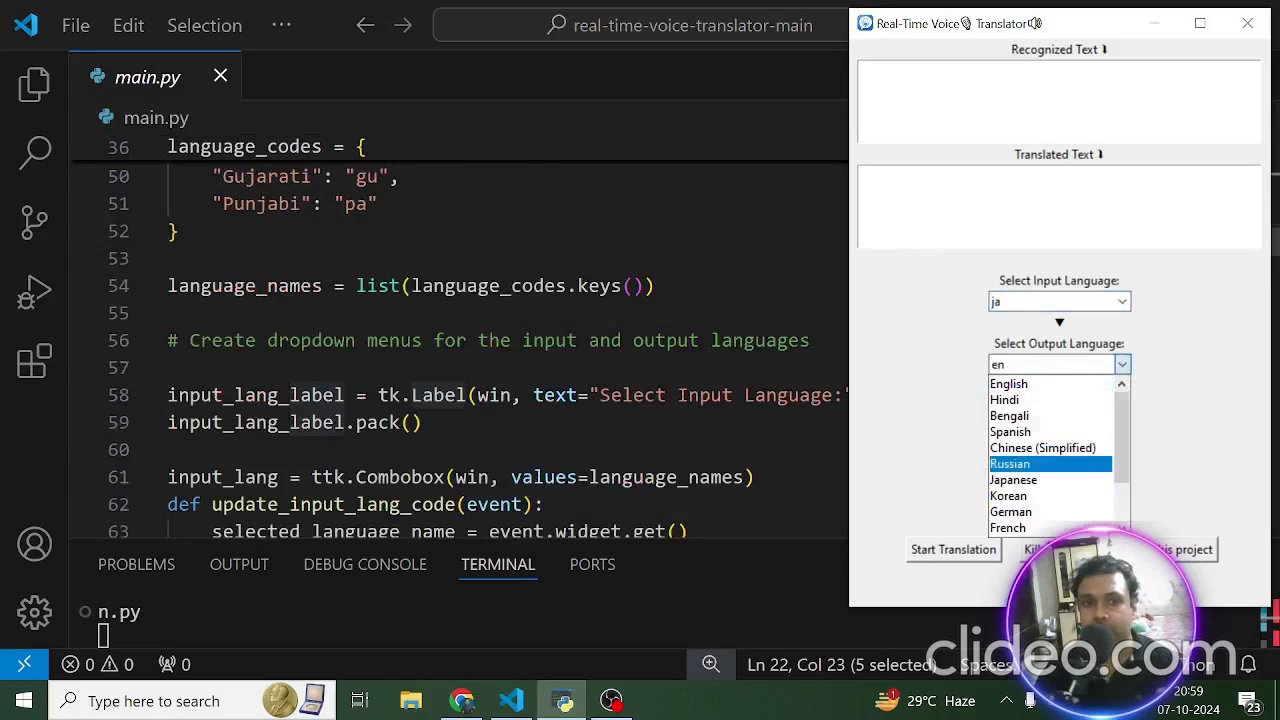 File Edit Selection ··· real-time-voice-translator-main
main.py
main.py
36 language_codes = {
50 "Gujarati": "gu",
51 "Punjabi": "pa"
52 }
53
54 language_names = list(language_codes.keys())
55
56 # Create dropdown menus for the input and output languages
57
58 input_lang_label = tk.Label(win, text="Select Input Language:"
59 input_lang_label.pack()
60
61 input_lang = ttk.Combobox(win, values=language_names)
62 def update_input_lang_code(event):
63 selected_language_name = event.widget.get()
PROBLEMS OUTPUT DEBUG CONSOLE TERMINAL PORTS
n.py
0 0 0 Ln 22, Col 23 (5 selected) Spaces
Real-Time Voice🎙 Translator🔊
Recognized Text ⮯
Translated Text ⮯
Select Input Language:
ja
▼
Select Output Language:
en
English
Hindi
Bengali
Spanish
Chinese (Simplified)
Russian
Japanese
Korean
German
French
Start Translation Kill this project
clideo.com
Type here to search 1 29°C Haze 20:59
07-10-2024 23